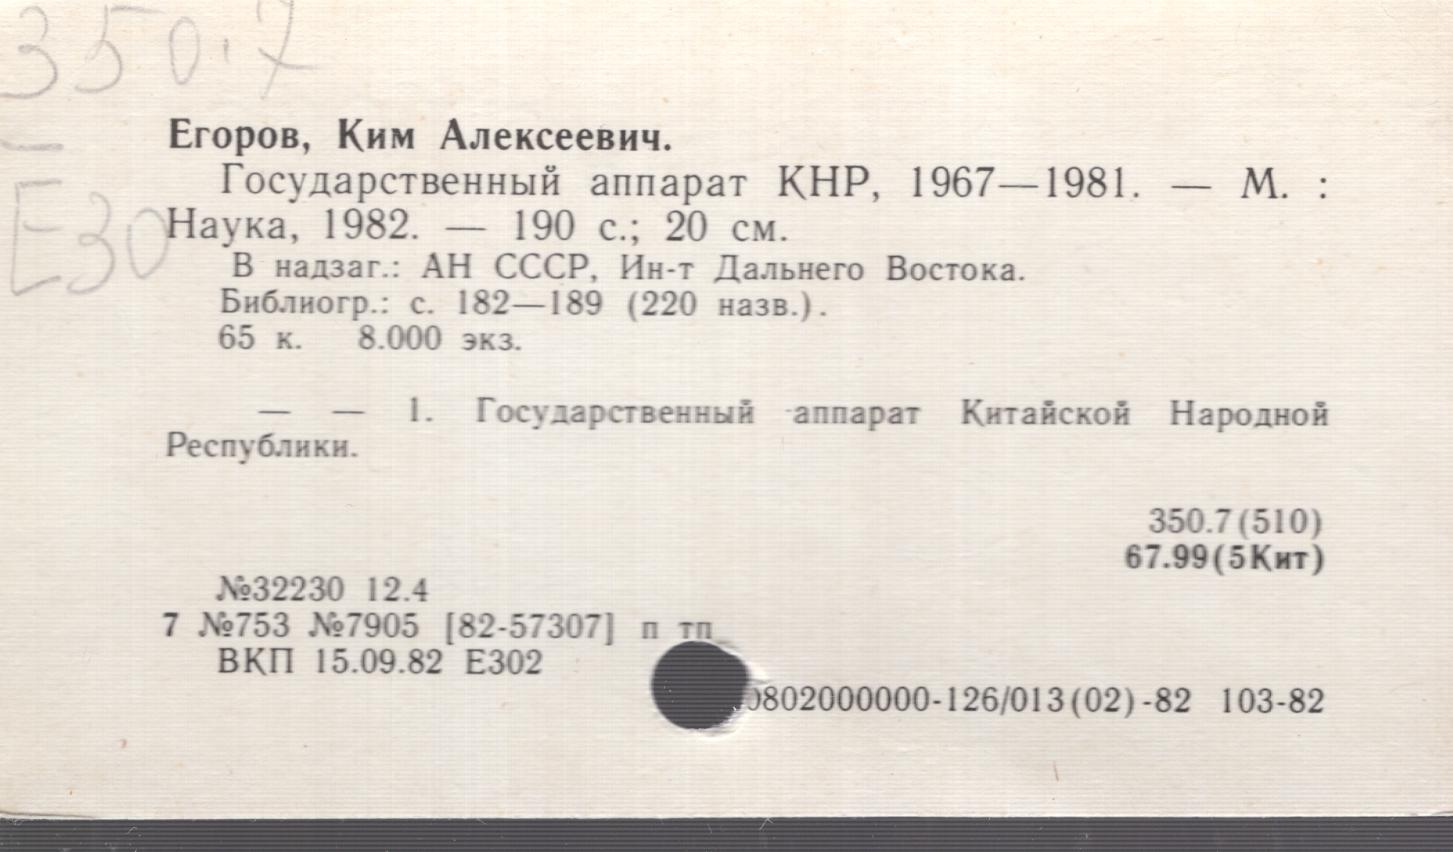 350.7
Е30
Егоров, Ким Алексеевич.
Государственный аппарат КНР, 1967—1981. — М. :
Наука, 1982. — 190 с.; 20 см.
В надзаг.: АН СССР, Ин-т Дальнего Востока.
Библиогр.: с. 182—189 (220 назв.).
65 к. 8.000 экз.
— — 1. Государственный аппарат Китайской Народной
Республики.
350.7(510)
67.99(5Кит)
№32230 12.4
7 №753 №7905 [82-57307] п тп
ВКП 15.09.82 Е302
0802000000-126/013(02)-82 103-82